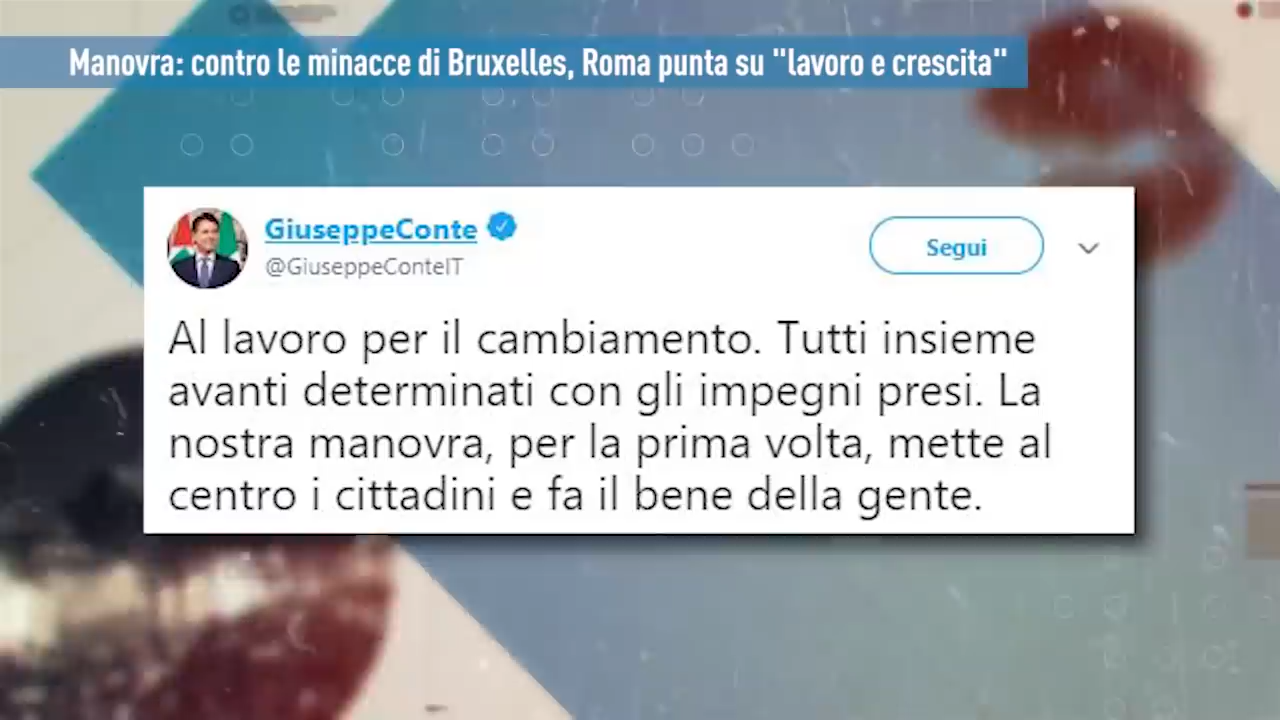 Manovra: contro le minacce di Bruxelles, Roma punta su "lavoro e crescita"
GiuseppeConte
Segui
@GiuseppeConteIT
Al lavoro per il cambiamento. Tutti insieme
avanti determinati con gli impegni presi. La
nostra manovra, per la prima volta, mette al
centro i cittadini e fa il bene della gente.